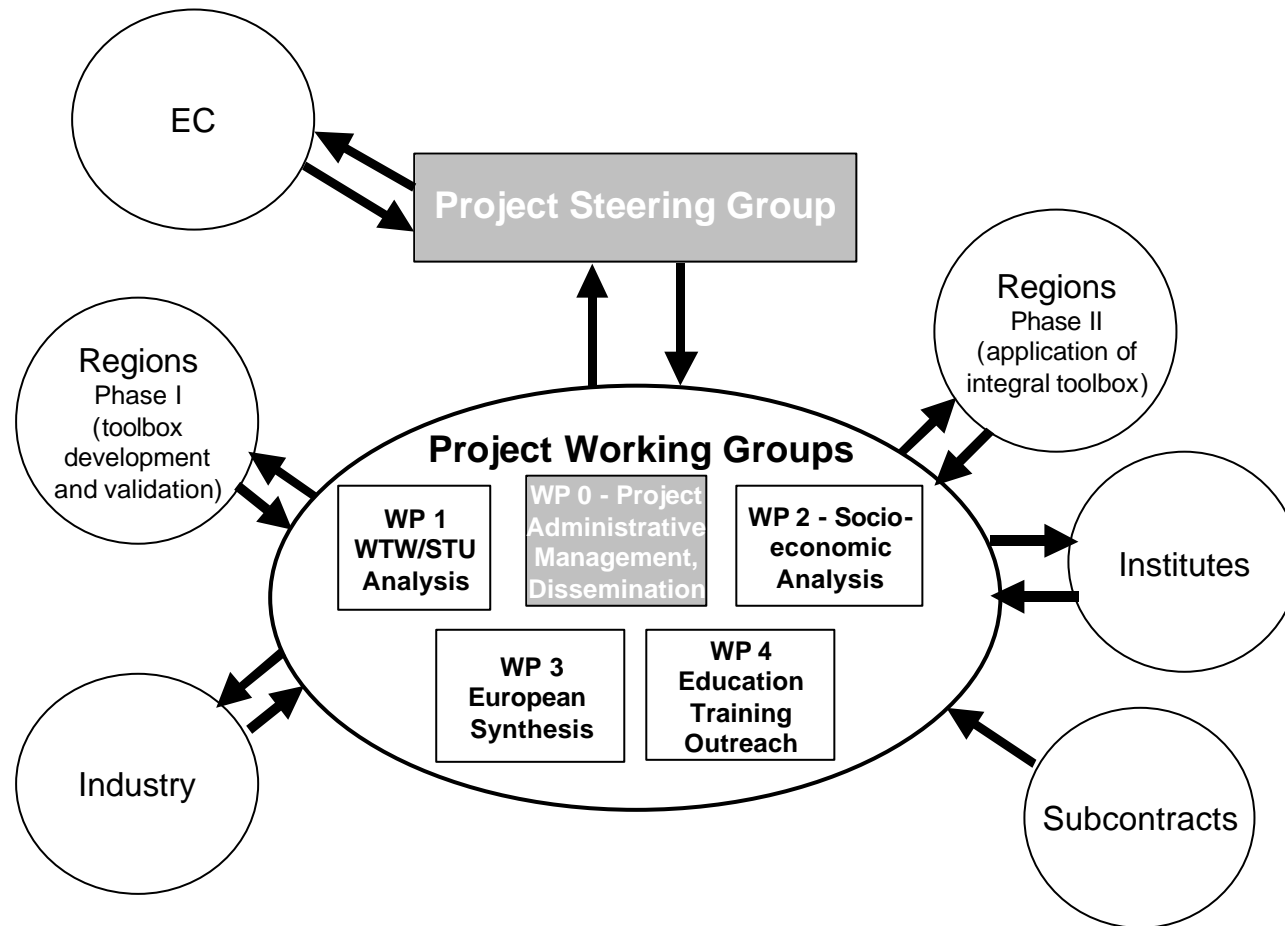 EC
Project Steering Group
Regions
Phase I
(toolbox
development
and validation)
Regions
Phase II
(application of
integral toolbox)
Project Working Groups
WP 1
WTW/STU
Analysis
WP 0 - Project
Administrative
Management,
Dissemination
WP 2 - Socio-
economic
Analysis
Institutes
WP 3
European
Synthesis
WP 4
Education
Training
Outreach
Industry
Subcontracts